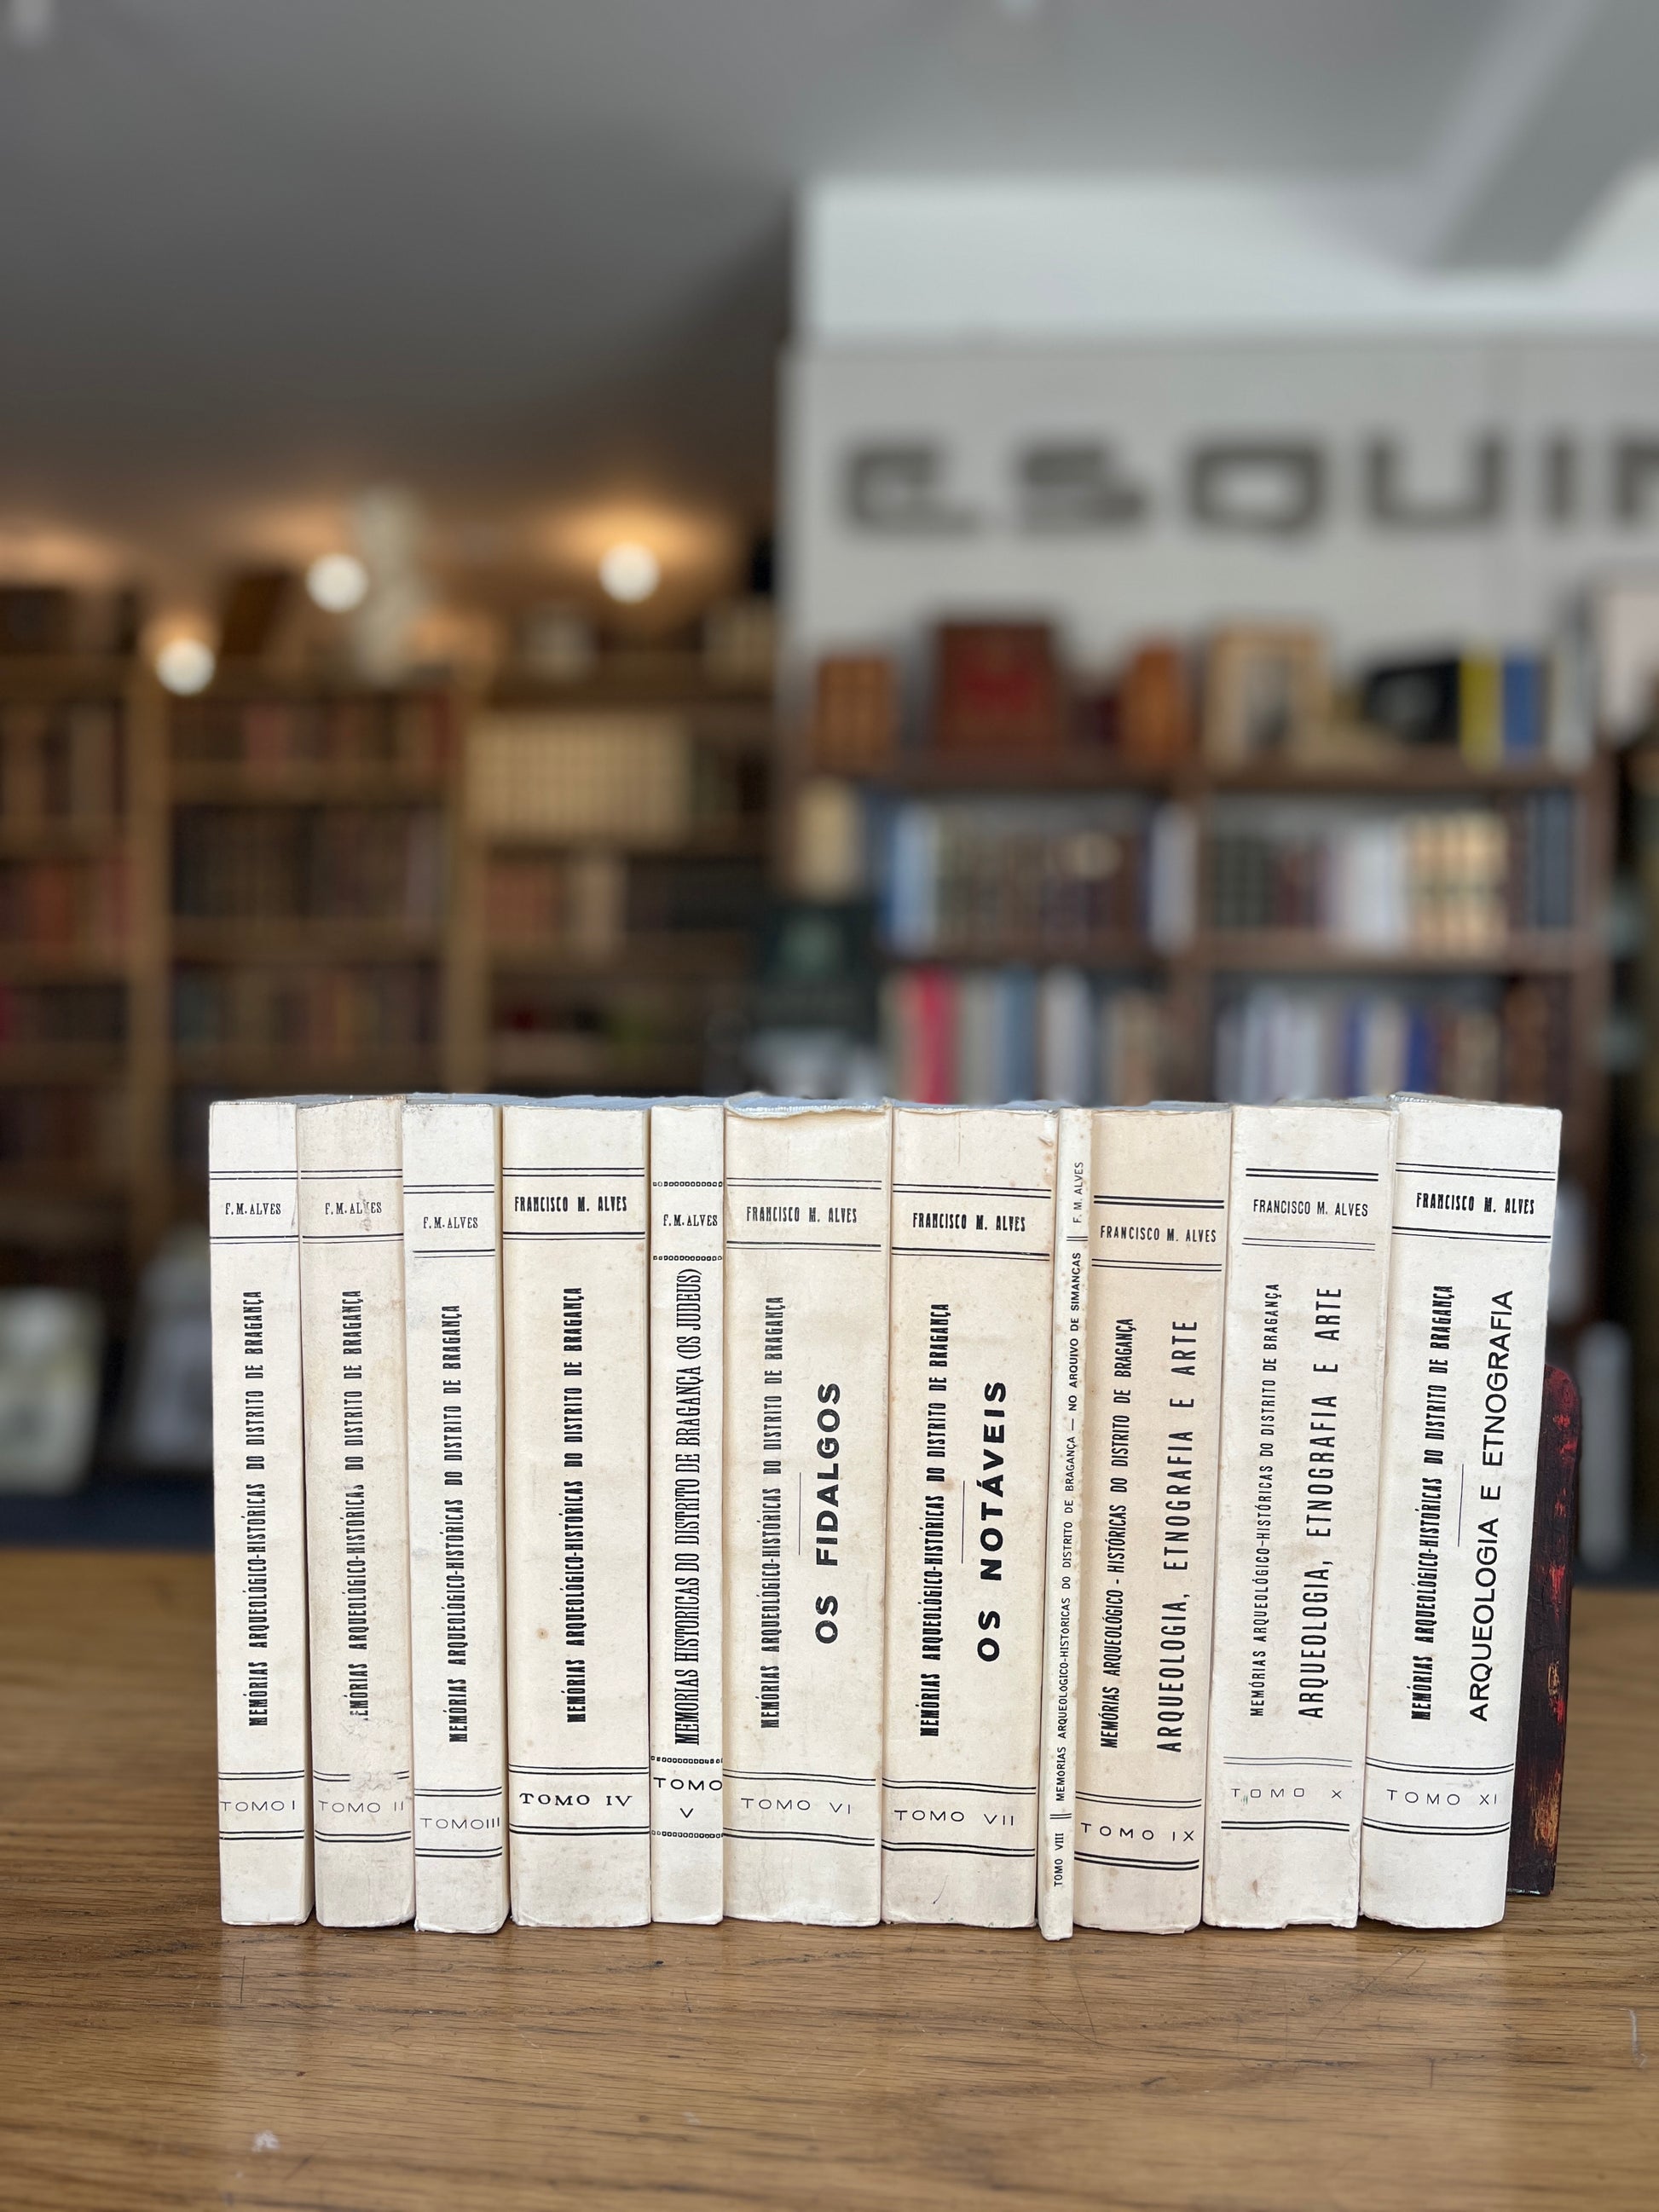 ESQUI
F. M. ALVES
MEMÓRIAS ARQUEOLÓGICO-HISTÓRICAS DO DISTRITO DE BRAGANÇA
TOMO I
F. M. ALVES
MEMÓRIAS ARQUEOLÓGICO-HISTÓRICAS DO DISTRITO DE BRAGANÇA
TOMO II
F. M. ALVES
MEMÓRIAS ARQUEOLÓGICO-HISTÓRICAS DO DISTRITO DE BRAGANÇA
TOMO III
FRANCISCO M. ALVES
MEMÓRIAS ARQUEOLÓGICO-HISTÓRICAS DO DISTRITO DE BRAGANÇA
TOMO IV
F. M. ALVES
MEMORIAS HISTORICAS DO DISTRITO DE BRAGANÇA (OS JUDEUS)
TOMO
V
FRANCISCO M. ALVES
MEMÓRIAS ARQUEOLÓGICO-HISTÓRICAS DO DISTRITO DE BRAGANÇA
OS FIDALGOS
TOMO VI
FRANCISCO M. ALVES
MEMÓRIAS ARQUEOLÓGICO-HISTÓRICAS DO DISTRITO DE BRAGANÇA
OS NOTÁVEIS
TOMO VII
TOMO VIII || MEMORIAS ARQUEOLOGICO-HISTORICAS DO DISTRITO DE BRAGANÇA — NO ARQUIVO DE SIMANCAS || F. M. ALVES
FRANCISCO M. ALVES
MEMÓRIAS ARQUEOLÓGICO - HISTÓRICAS DO DISTRITO DE BRAGANÇA
ARQUEOLOGIA, ETNOGRAFIA E ARTE
TOMO IX
FRANCISCO M. ALVES
MEMÓRIAS ARQUEOLÓGICO-HISTÓRICAS DO DISTRITO DE BRAGANÇA
ARQUEOLOGIA, ETNOGRAFIA E ARTE
TOMO X
FRANCISCO M. ALVES
MEMÓRIAS ARQUEOLÓGICO-HISTÓRICAS DO DISTRITO DE BRAGANÇA
ARQUEOLOGIA E ETNOGRAFIA
TOMO XI